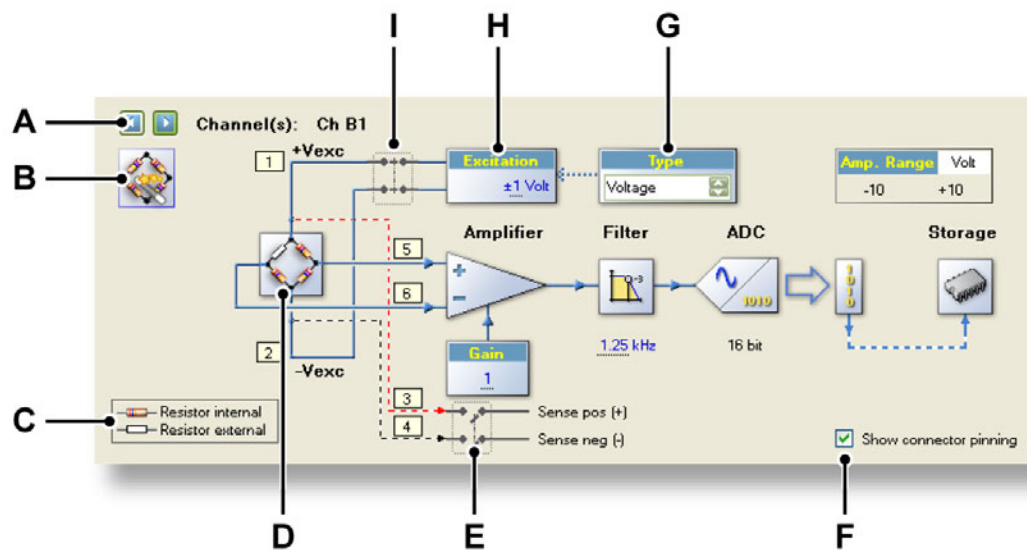 I
H
G
A
Channel(s): Ch B1
B
1
+Vexc
Excitation
±1 Volt
Type
Voltage
Amp. Range Volt
-10 +10
Amplifier
Filter
ADC
Storage
5
+
6
−
-3
1010
1010
2
-Vexc
Gain
1
1.25 kHz
16 bit
C
Resistor internal
Resistor external
3
Sense pos (+)
4
Sense neg (-)
Show connector pinning
D
E
F